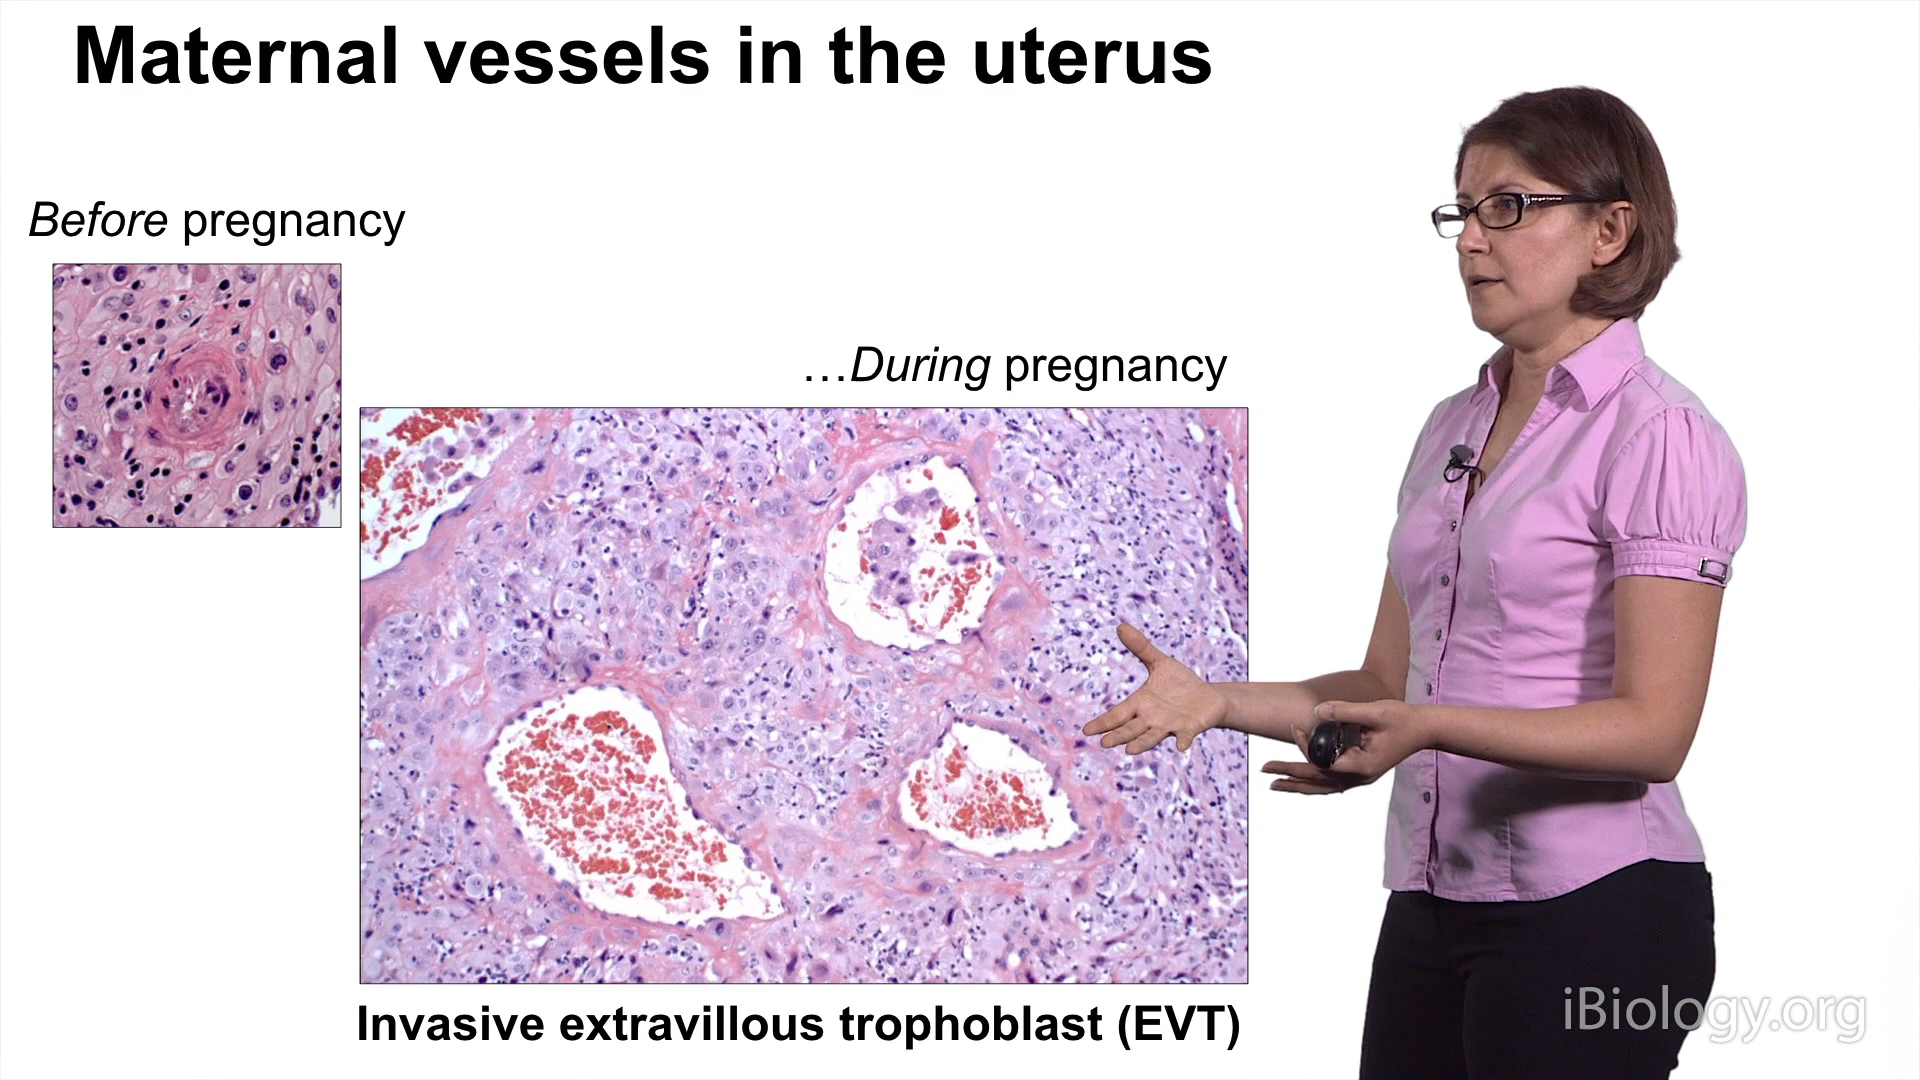 Maternal vessels in the uterus
Before pregnancy
…During pregnancy
Invasive extravillous trophoblast (EVT)
iBiology.org